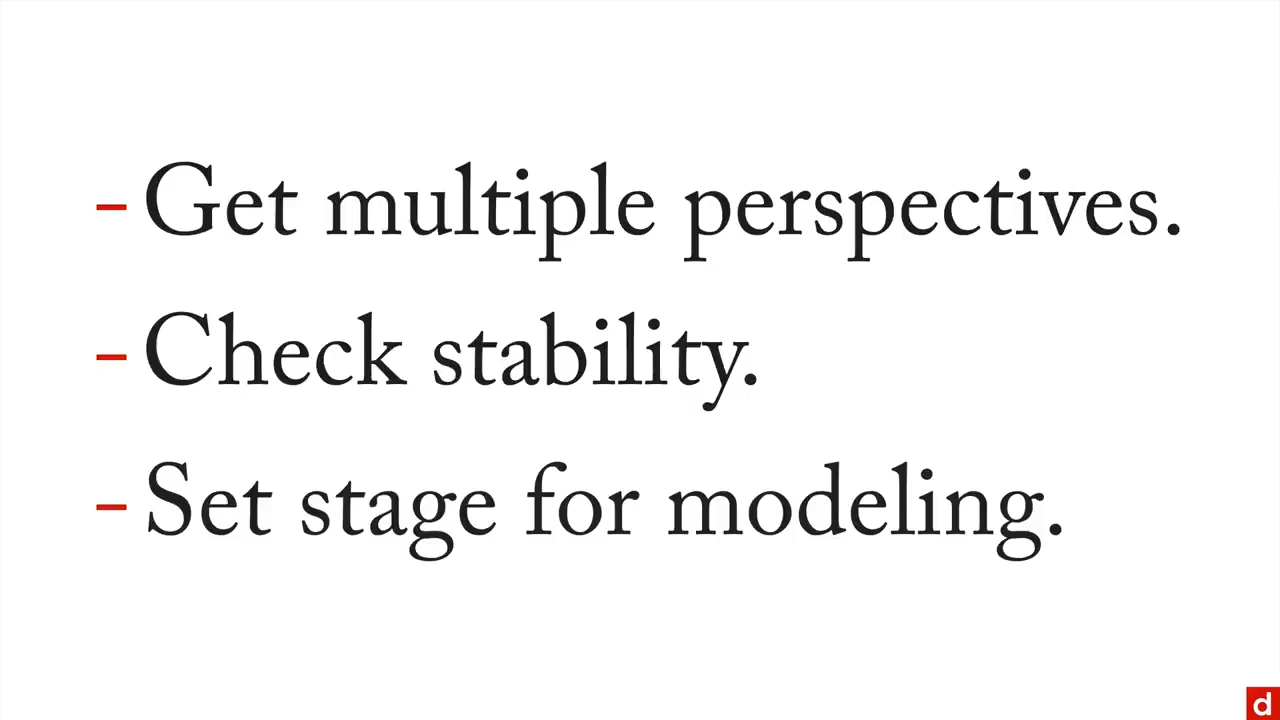 - Get multiple perspectives.
- Check stability.
- Set stage for modeling.
d